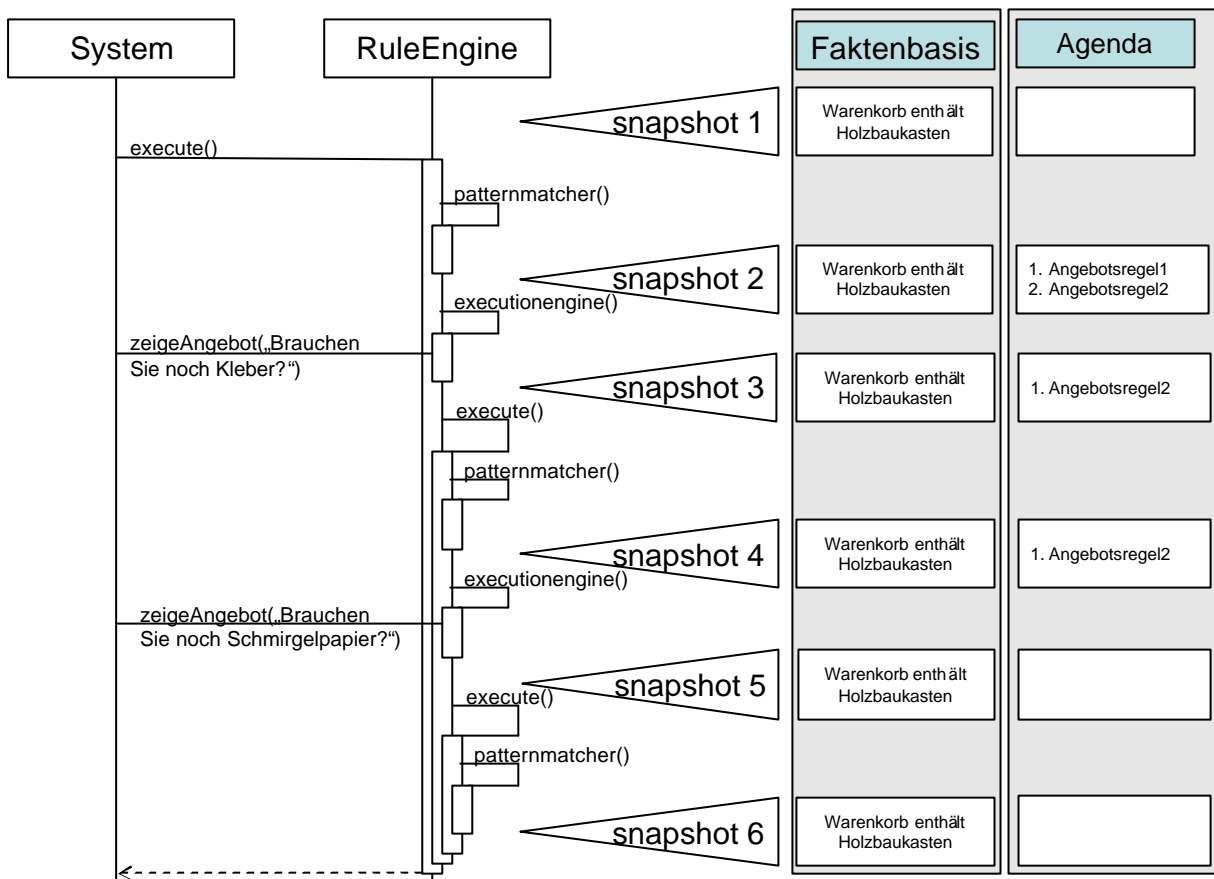 System
RuleEngine
Faktenbasis
Agenda
snapshot 1
Warenkorb enthält
Holzbaukasten
execute()
patternmatcher()
snapshot 2
Warenkorb enthält
Holzbaukasten
1. Angebotsregel1
2. Angebotsregel2
executionengine()
zeigeAngebot(„Brauchen
Sie noch Kleber?“)
snapshot 3
Warenkorb enthält
Holzbaukasten
1. Angebotsregel2
execute()
patternmatcher()
snapshot 4
Warenkorb enthält
Holzbaukasten
1. Angebotsregel2
executionengine()
zeigeAngebot(„Brauchen
Sie noch Schmirgelpapier?“)
snapshot 5
Warenkorb enthält
Holzbaukasten
execute()
patternmatcher()
snapshot 6
Warenkorb enthält
Holzbaukasten